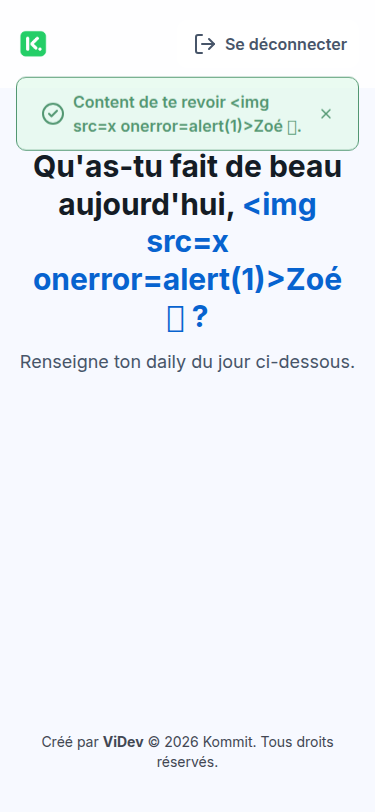 K.
Se déconnecter
Content de te revoir <img
src=x onerror=alert(1)>Zoé .
Qu'as-tu fait de beau
aujourd'hui, <img
src=x
onerror=alert(1)>Zoé
?
Renseigne ton daily du jour ci-dessous.
Créé par ViDev © 2026 Kommit. Tous droits
réservés.